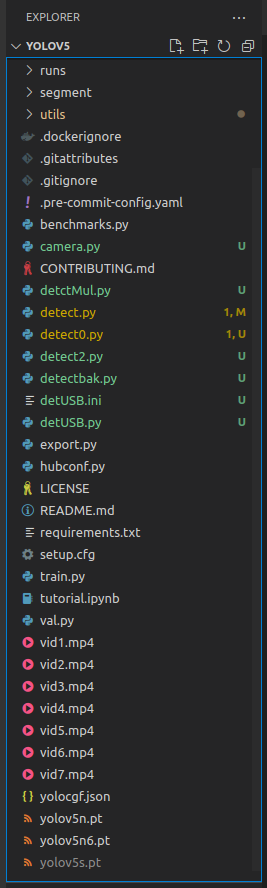 EXPLORER
YOLOV5
runs
segment
utils
.dockerignore
.gitattributes
.gitignore
.pre-commit-config.yaml
benchmarks.py
camera.py U
CONTRIBUTING.md
detctMul.py U
detect.py 1, M
detect0.py 1, U
detect2.py U
detectbak.py U
detUSB.ini U
detUSB.py U
export.py
hubconf.py
LICENSE
README.md
requirements.txt
setup.cfg
train.py
tutorial.ipynb
val.py
vid1.mp4
vid2.mp4
vid3.mp4
vid4.mp4
vid5.mp4
vid6.mp4
vid7.mp4
yolocgf.json
yolov5n.pt
yolov5n6.pt
yolov5s.pt